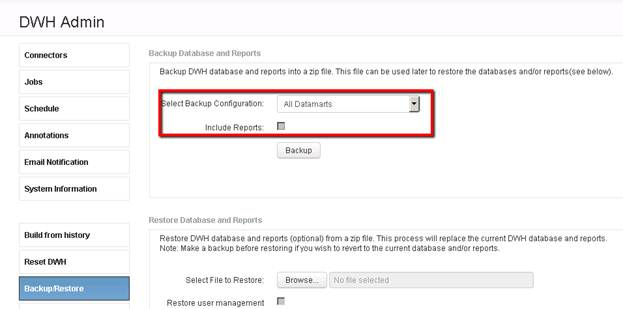 DWH Admin
Connectors
Jobs
Schedule
Annotations
Email Notification
System Information
Build from history
Reset DWH
Backup/Restore
Backup Database and Reports
Backup DWH database and reports into a zip file. This file can be used later to restore the databases and/or reports(see below).
Select Backup Configuration: All Datamarts
Include Reports:
Backup
Restore Database and Reports
Restore DWH database and reports (optional) from a zip file. This process will replace the current DWH database and reports.
Note: Make a backup before restoring if you wish to revert to the current database and/or reports.
Select File to Restore: Browse... No file selected
Restore user management